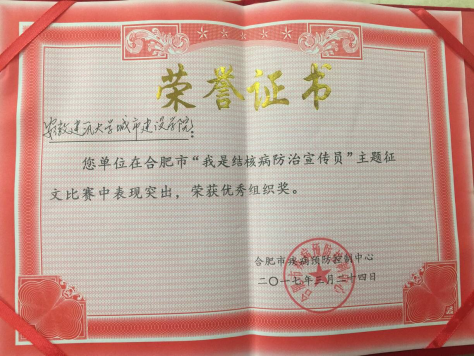 荣誉证书
安徽建筑大学城市建设学院：
您单位在合肥市“我是结核病防治宣传员”主题征
文比赛中表现突出，荣获优秀组织奖。
合肥市疾病预防控制中心
二〇一七年三月二十四日